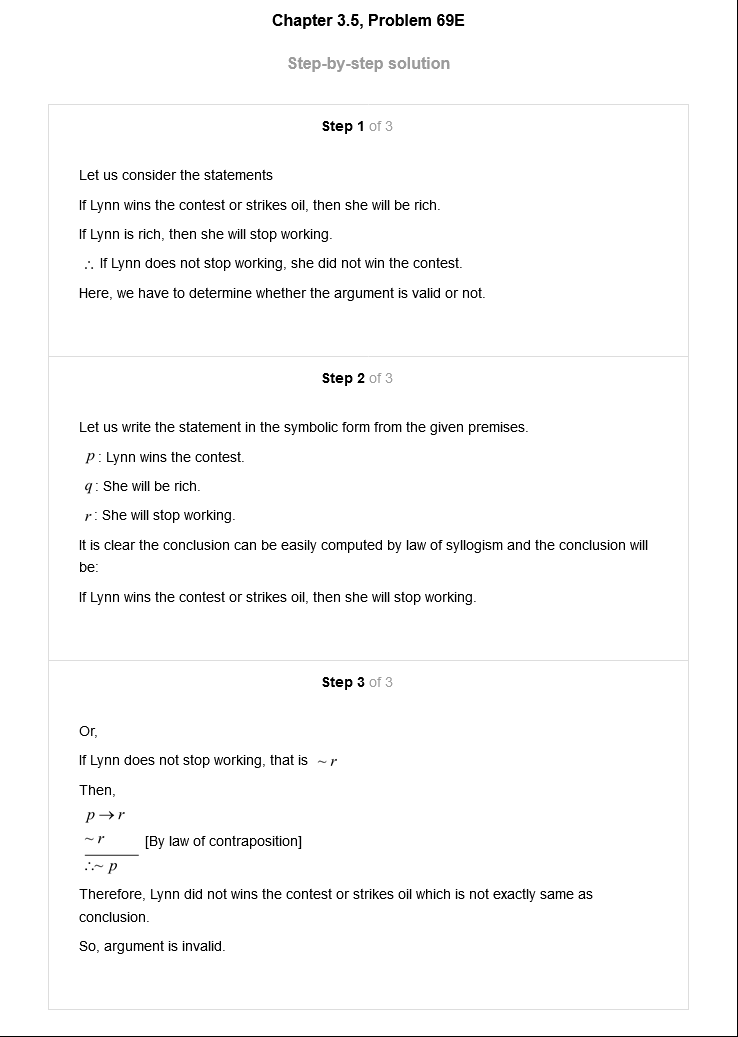 Chapter 3.5, Problem 69E
Step-by-step solution
Step 1 of 3
Let us consider the statements
If Lynn wins the contest or strikes oil, then she will be rich.
If Lynn is rich, then she will stop working.
∴ If Lynn does not stop working, she did not win the contest.
Here, we have to determine whether the argument is valid or not.
Step 2 of 3
Let us write the statement in the symbolic form from the given premises.
p : Lynn wins the contest.
q : She will be rich.
r : She will stop working.
It is clear the conclusion can be easily computed by law of syllogism and the conclusion will
be:
If Lynn wins the contest or strikes oil, then she will stop working.
Step 3 of 3
Or,
If Lynn does not stop working, that is ~ r
Then,
p → r
~ r [By law of contraposition]
∴~ p
Therefore, Lynn did not wins the contest or strikes oil which is not exactly same as
conclusion.
So, argument is invalid.